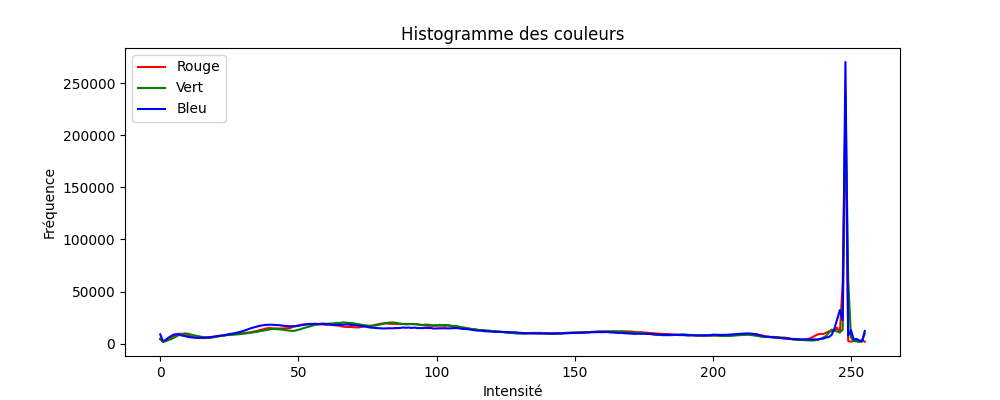 Histogramme des couleurs
Rouge
Vert
Bleu
250000
200000
150000
100000
50000
0
Fréquence
0 50 100 150 200 250
Intensité